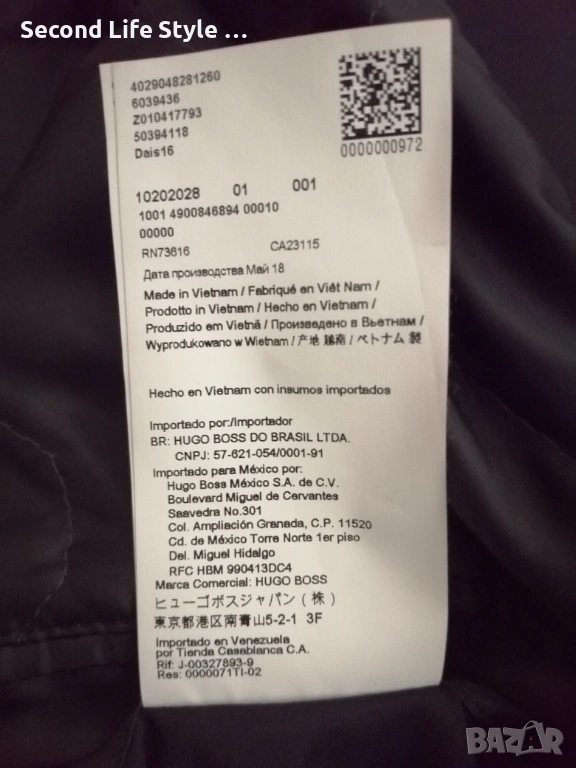 Second Life Style ...
4029048281260
6039436
Z010417793
50394118
Dais16
0000000972
10202028 01 001
1001 4900846894 00010
00000
RN73616 CA23115
Дата производства Май 18
Made in Vietnam / Fabriqué en Viêt Nam /
Prodotto in Vietnam / Hecho en Vietnam /
Produzido em Vietnã / Произведено в Вьетнам /
Wyprodukowano w Wietnam / 产地 越南 / ベトナム 製
Hecho en Vietnam con insumos importados
Importado por:/Importador
BR: HUGO BOSS DO BRASIL LTDA.
CNPJ: 57-621-054/0001-91
Importado para México por:
Hugo Boss México S.A. de C.V.
Boulevard Miguel de Cervantes
Saavedra No.301
Col. Ampliación Granada, C.P. 11520
Cd. de México Torre Norte 1er piso
Del. Miguel Hidalgo
RFC HBM 990413DC4
Marca Comercial: HUGO BOSS
ヒューゴボスジャパン（株）
東京都港区南青山5-2-1 3F
Importado en Venezuela
por Tienda Casablanca C.A.
Rif: J-00327893-9
Res: 0000071TI-02
BAZAR